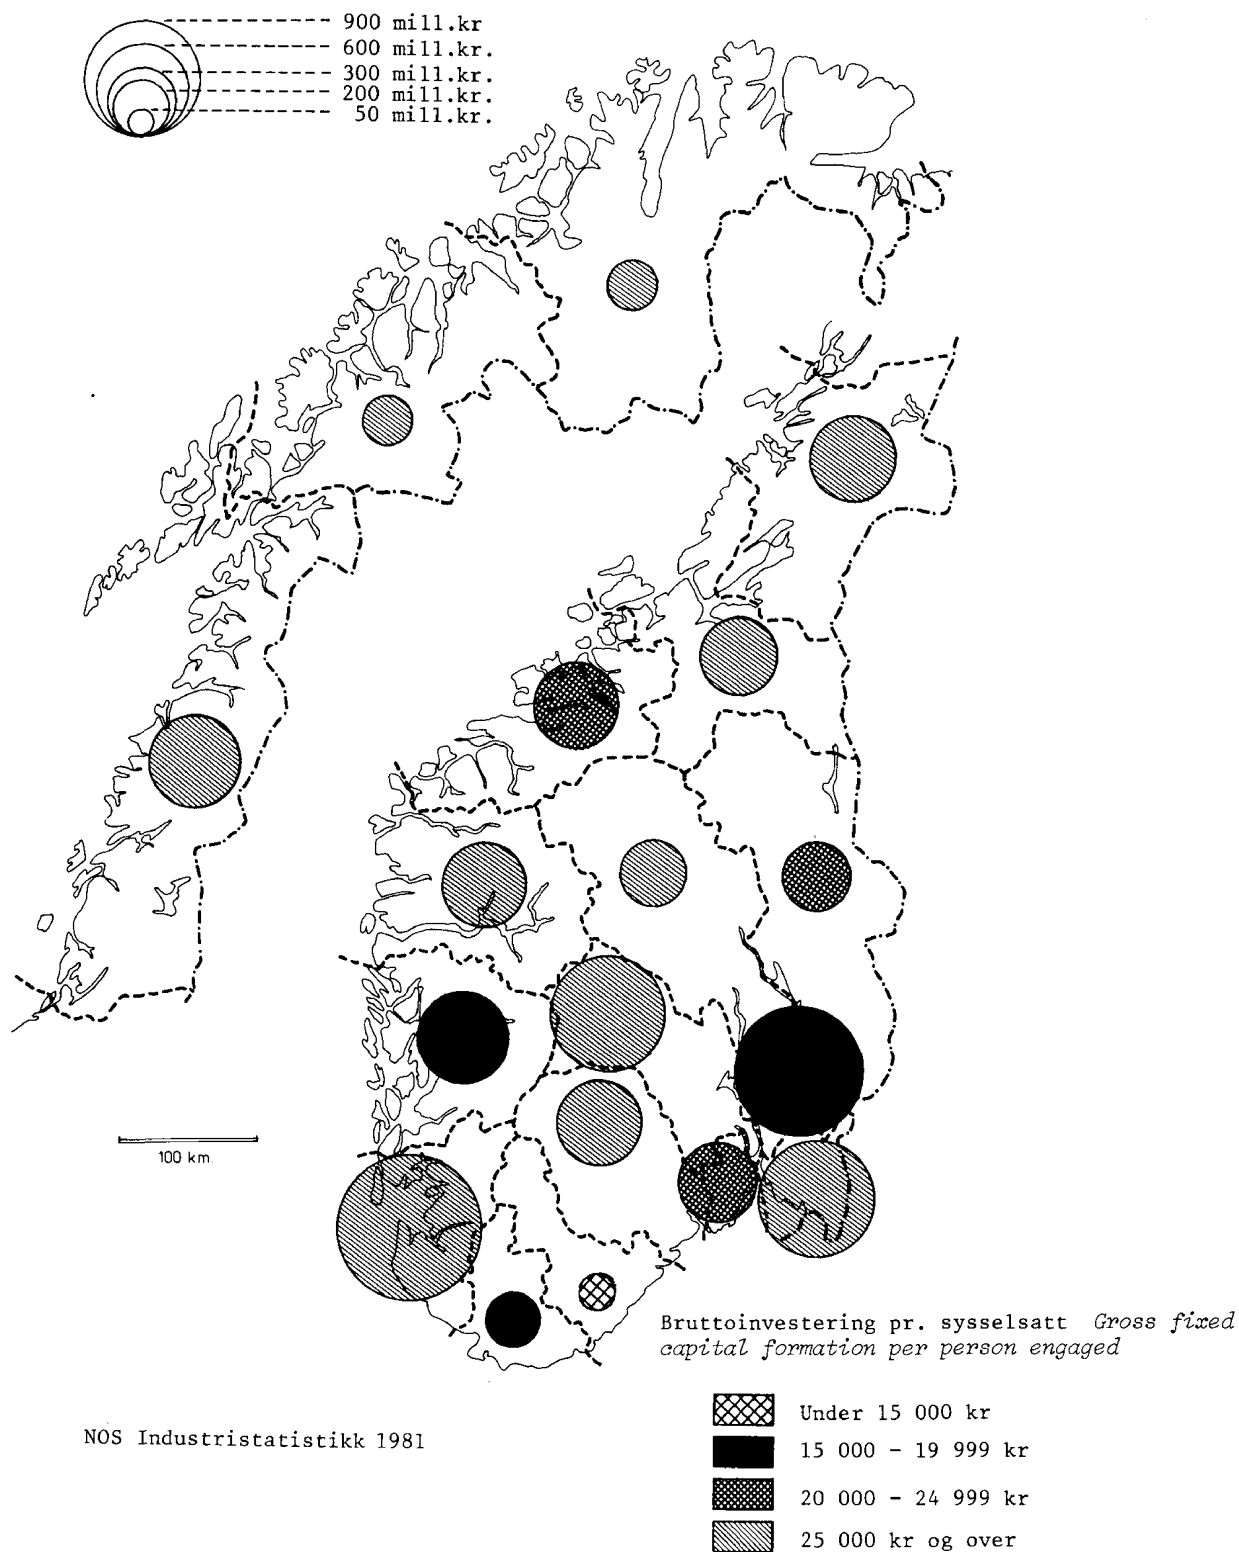 900 mill.kr
600 mill.kr.
300 mill.kr.
200 mill.kr.
50 mill.kr.
100 km.
Bruttoinvestering pr. sysselsatt Gross fixed
capital formation per person engaged
Under 15 000 kr
15 000 - 19 999 kr
20 000 - 24 999 kr
25 000 kr og over
NOS Industristatistikk 1981